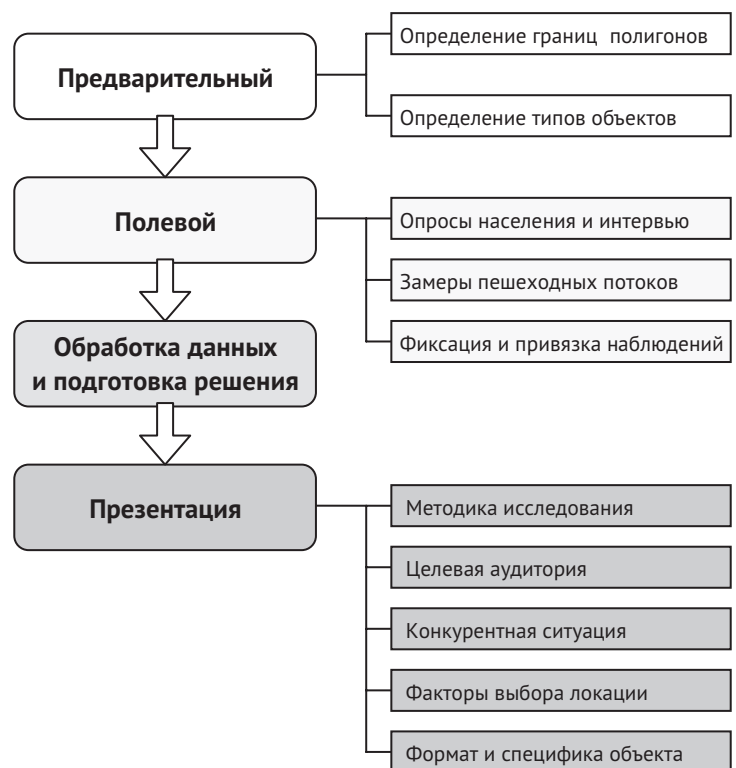 Предварительный
Определение границ полигонов
Определение типов объектов
Полевой
Опросы населения и интервью
Замеры пешеходных потоков
Фиксация и привязка наблюдений
Обработка данных
и подготовка решения
Презентация
Методика исследования
Целевая аудитория
Конкурентная ситуация
Факторы выбора локации
Формат и специфика объекта